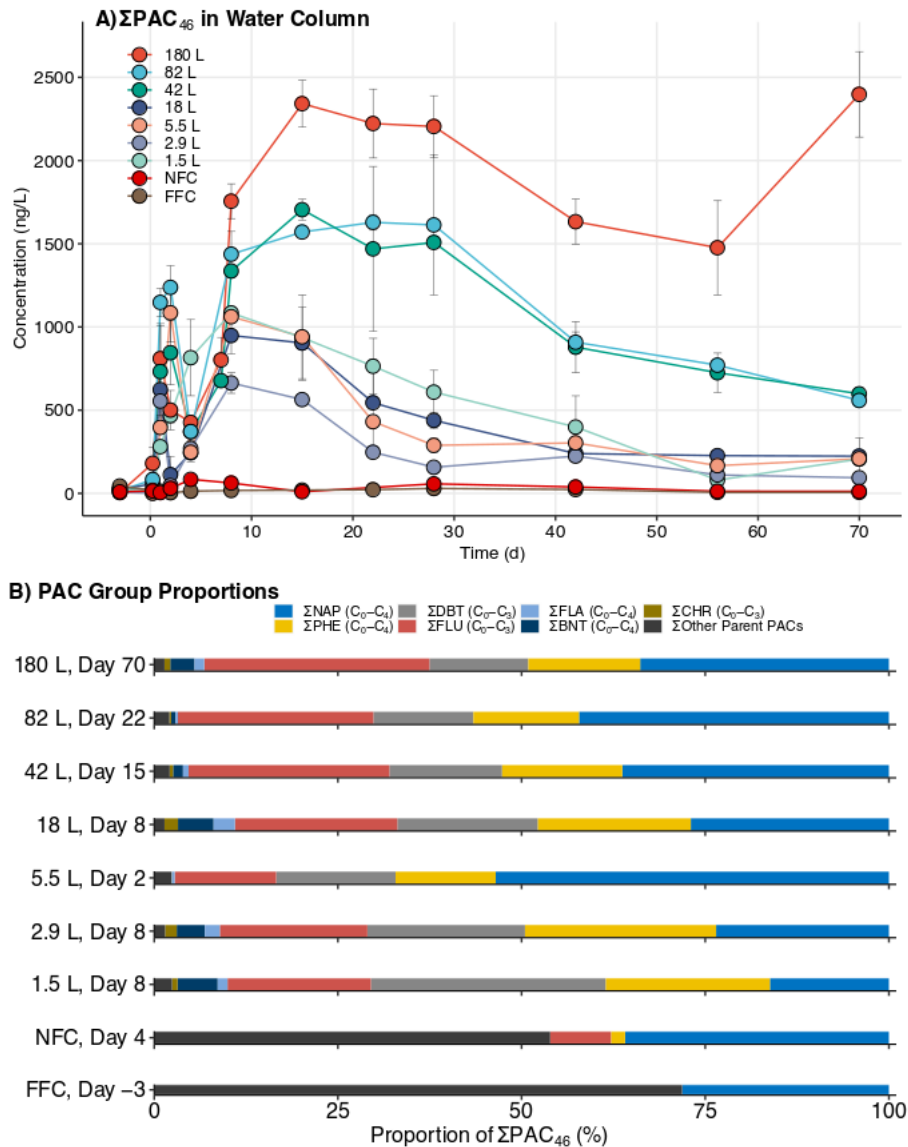 A) ΣPAC₄₆ in Water Column
180 L
82 L
42 L
18 L
5.5 L
2.9 L
1.5 L
NFC
FFC
2500
2000
1500
1000
500
0
Concentration (ng/L)
0 10 20 30 40 50 60 70
Time (d)
B) PAC Group Proportions
ΣNAP (C₀–C₄) ΣDBT (C₀–C₃) ΣFLA (C₀–C₄) ΣCHR (C₀–C₃)
ΣPHE (C₀–C₄) ΣFLU (C₀–C₃) ΣBNT (C₀–C₄) ΣOther Parent PACs
180 L, Day 70
82 L, Day 22
42 L, Day 15
18 L, Day 8
5.5 L, Day 2
2.9 L, Day 8
1.5 L, Day 8
NFC, Day 4
FFC, Day −3
0 25 50 75 100
Proportion of ΣPAC₄₆ (%)